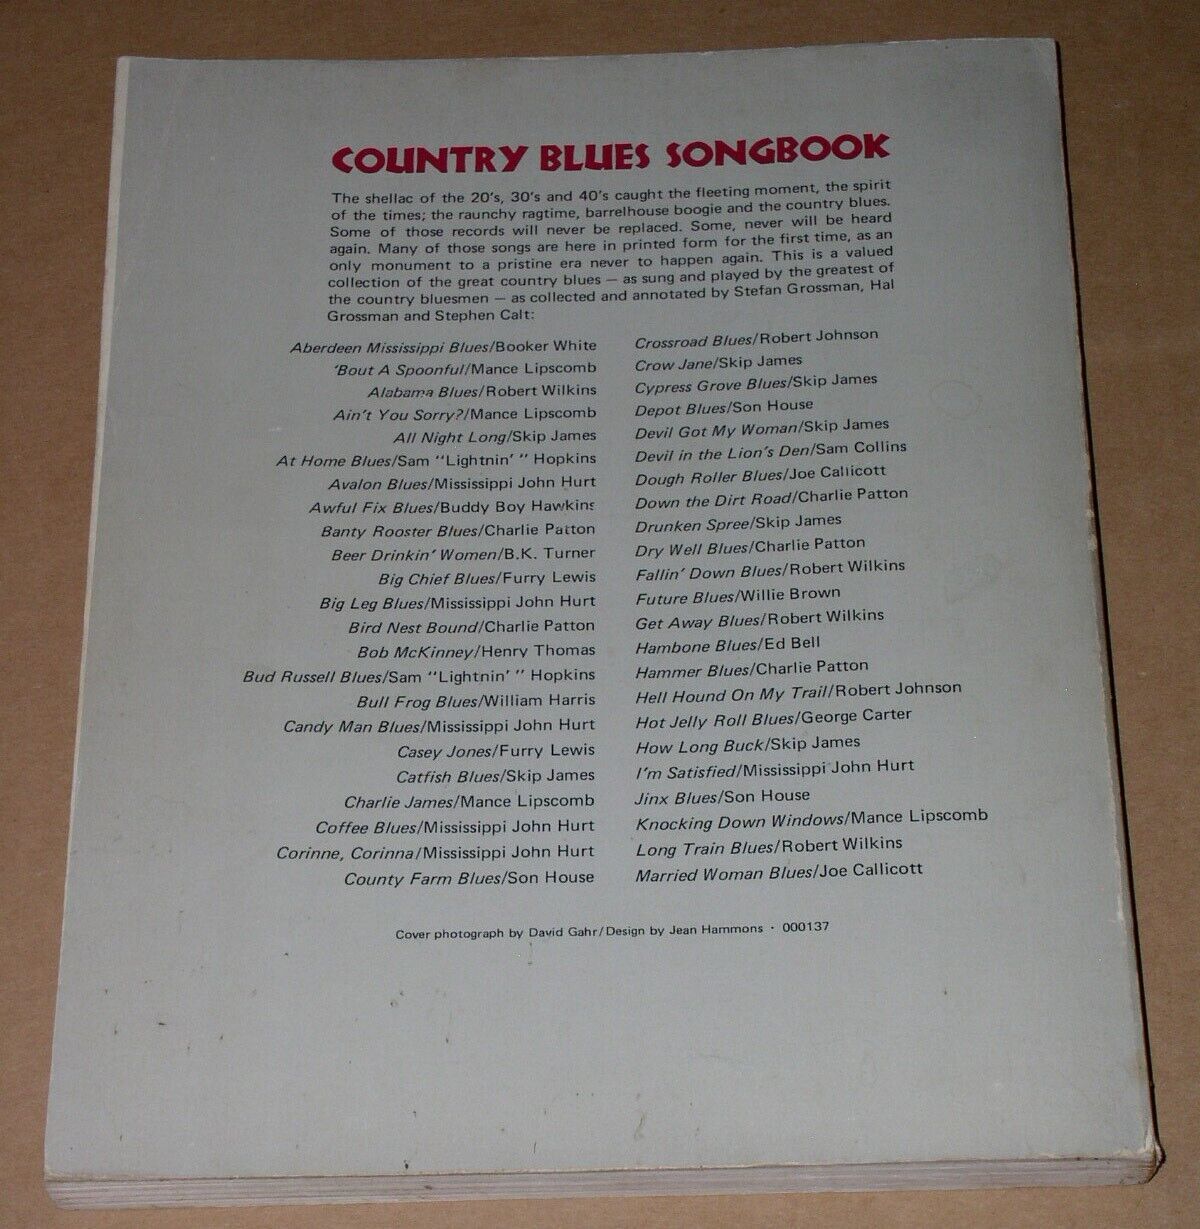 COUNTRY BLUES SONGBOOK
The shellac of the 20's, 30's and 40's caught the fleeting moment, the spirit
of the times; the raunchy ragtime, barrelhouse boogie and the country blues.
Some of those records will never be replaced. Some, never will be heard
again. Many of those songs are here in printed form for the first time, as an
only monument to a pristine era never to happen again. This is a valued
collection of the great country blues — as sung and played by the greatest of
the country bluesmen — as collected and annotated by Stefan Grossman, Hal
Grossman and Stephen Calt:
Aberdeen Mississippi Blues/Booker White
'Bout A Spoonful/Mance Lipscomb
Alabama Blues/Robert Wilkins
Ain't You Sorry?/Mance Lipscomb
All Night Long/Skip James
At Home Blues/Sam "Lightnin' " Hopkins
Avalon Blues/Mississippi John Hurt
Awful Fix Blues/Buddy Boy Hawkins
Banty Rooster Blues/Charlie Patton
Beer Drinkin' Women/B.K. Turner
Big Chief Blues/Furry Lewis
Big Leg Blues/Mississippi John Hurt
Bird Nest Bound/Charlie Patton
Bob McKinney/Henry Thomas
Bud Russell Blues/Sam "Lightnin' " Hopkins
Bull Frog Blues/William Harris
Candy Man Blues/Mississippi John Hurt
Casey Jones/Furry Lewis
Catfish Blues/Skip James
Charlie James/Mance Lipscomb
Coffee Blues/Mississippi John Hurt
Corinne, Corinna/Mississippi John Hurt
County Farm Blues/Son House
Crossroad Blues/Robert Johnson
Crow Jane/Skip James
Cypress Grove Blues/Skip James
Depot Blues/Son House
Devil Got My Woman/Skip James
Devil in the Lion's Den/Sam Collins
Dough Roller Blues/Joe Callicott
Down the Dirt Road/Charlie Patton
Drunken Spree/Skip James
Dry Well Blues/Charlie Patton
Fallin' Down Blues/Robert Wilkins
Future Blues/Willie Brown
Get Away Blues/Robert Wilkins
Hambone Blues/Ed Bell
Hammer Blues/Charlie Patton
Hell Hound On My Trail/Robert Johnson
Hot Jelly Roll Blues/George Carter
How Long Buck/Skip James
I'm Satisfied/Mississippi John Hurt
Jinx Blues/Son House
Knocking Down Windows/Mance Lipscomb
Long Train Blues/Robert Wilkins
Married Woman Blues/Joe Callicott
Cover photograph by David Gahr/Design by Jean Hammons · 000137